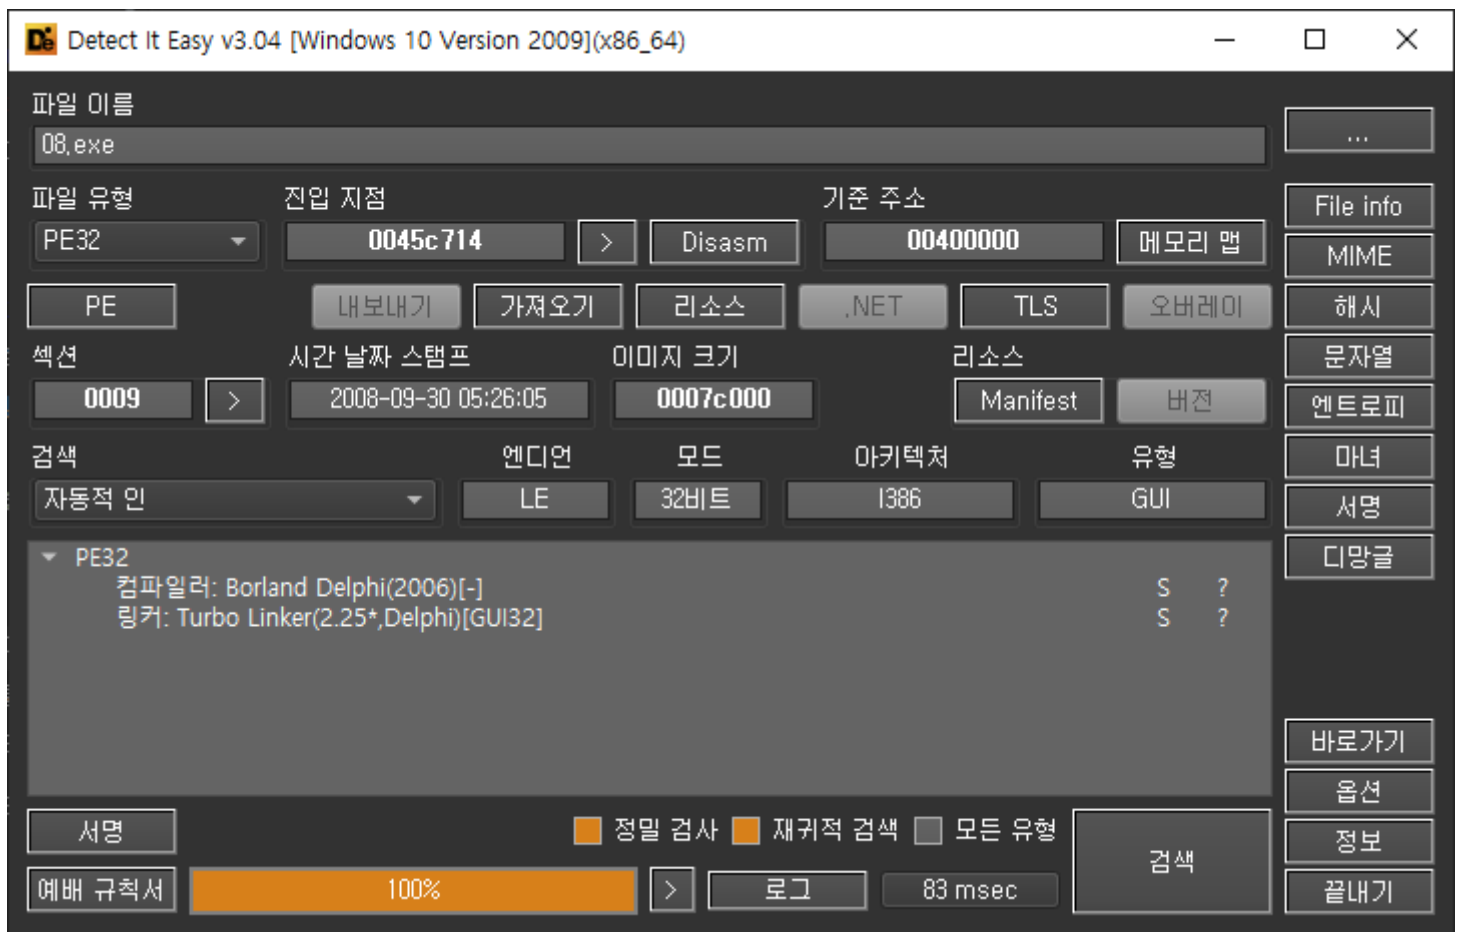 Detect It Easy v3.04 [Windows 10 Version 2009](x86_64)
파일 이름
08.exe
...
파일 유형 진입 지점 기준 주소
PE32 0045c714 > Disasm 00400000 메모리 맵
File info
MIME
PE 내보내기 가져오기 리소스 .NET TLS 오버레이
해시
섹션 시간 날짜 스탬프 이미지 크기 리소스
문자열
0009 > 2008-09-30 05:26:05 0007c000 Manifest 버전
엔트로피
검색 엔디언 모드 아키텍쳐 유형
마녀
자동적 인 LE 32비트 I386 GUI
서명
디망글
PE32
컴파일러: Borland Delphi(2006)[-] S ?
링커: Turbo Linker(2.25*,Delphi)[GUI32] S ?
바로가기
옵션
서명 정밀 검사 재귀적 검색 모든 유형
정보
검색
예배 규칙서 100% > 로그 83 msec
끝내기